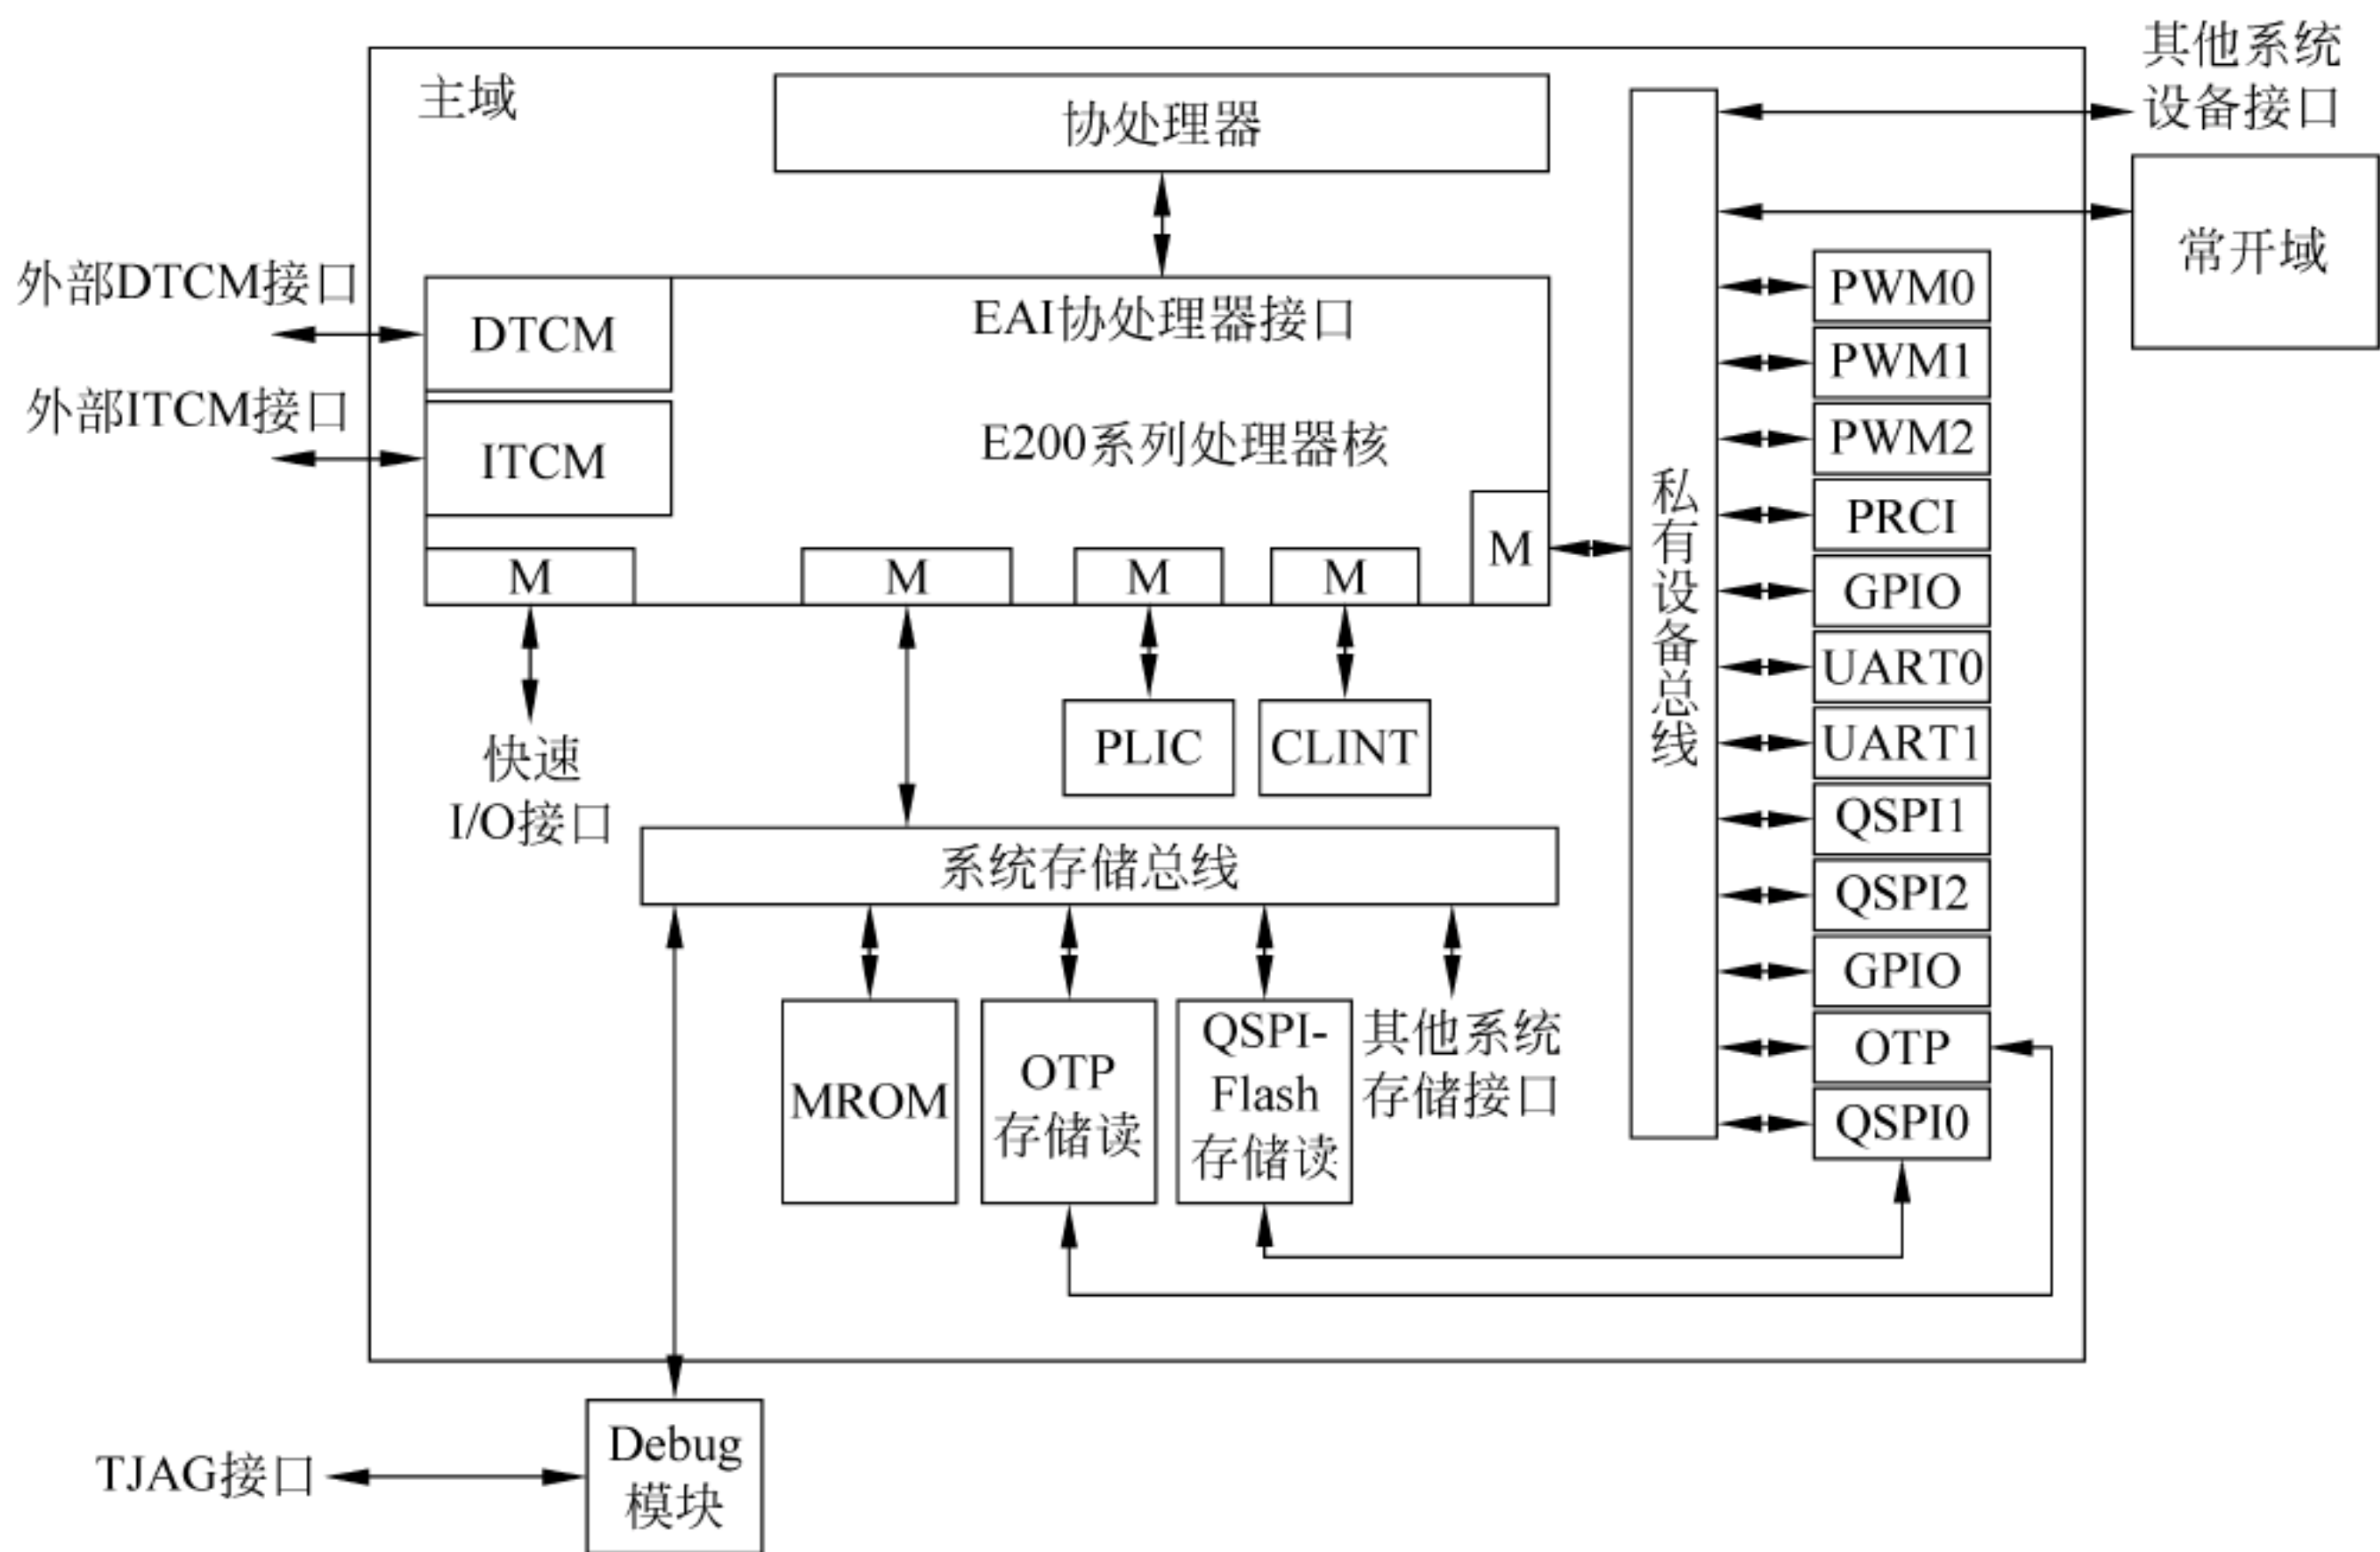 主域
协处理器
其他系统
设备接口
常开域
外部DTCM接口
DTCM
EAI协处理器接口
外部ITCM接口
ITCM
E200系列处理器核
M
M
M
M
M
私有设备总线
PWM0
PWM1
PWM2
PRCI
GPIO
UART0
UART1
QSPI1
QSPI2
GPIO
OTP
QSPI0
快速
I/O接口
PLIC
CLINT
系统存储总线
MROM
OTP
存储读
QSPI-
Flash
存储读
其他系统
存储接口
TJAG接口
Debug
模块